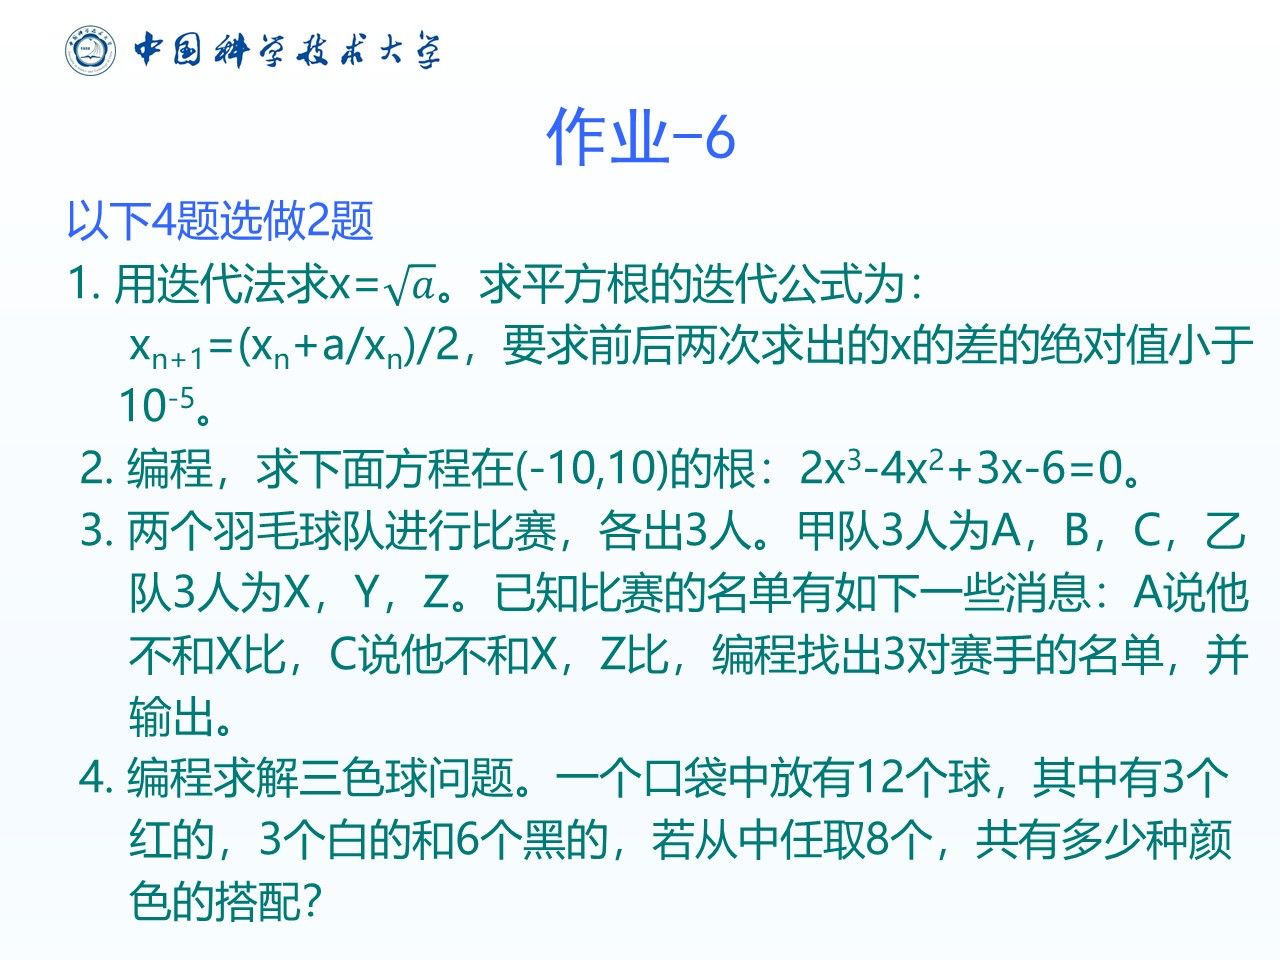 中国科学技术大学
作业-6
以下4题选做2题
1. 用迭代法求x=√a。求平方根的迭代公式为：
xₙ₊₁=(xₙ+a/xₙ)/2，要求前后两次求出的x的差的绝对值小于
10⁻⁵。
2. 编程，求下面方程在(-10,10)的根：2x³-4x²+3x-6=0。
3. 两个羽毛球队进行比赛，各出3人。甲队3人为A，B，C，乙
队3人为X，Y，Z。已知比赛的名单有如下一些消息：A说他
不和X比，C说他不和X，Z比，编程找出3对赛手的名单，并
输出。
4. 编程求解三色球问题。一个口袋中放有12个球，其中有3个
红的，3个白的和6个黑的，若从中任取8个，共有多少种颜
色的搭配？